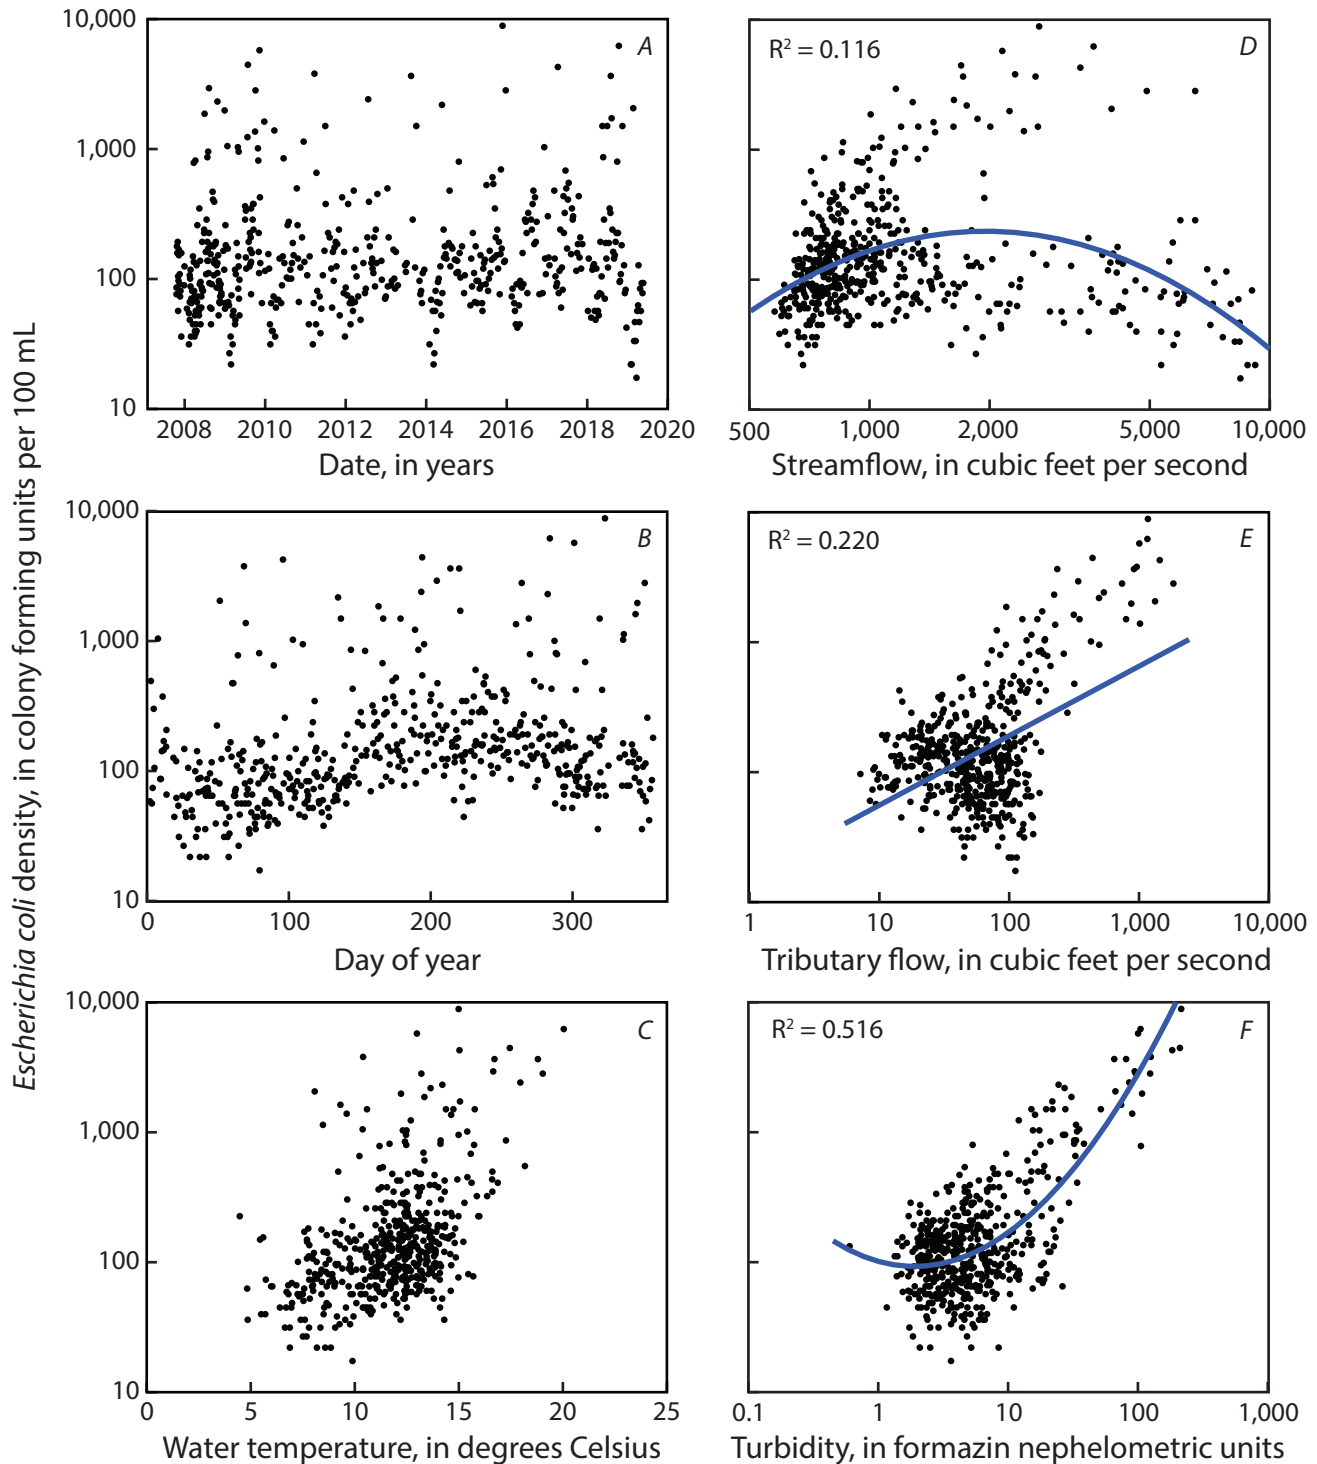 Escherichia coli density, in colony forming units per 100 mL
A
10,000
1,000
100
10
2008 2010 2012 2014 2016 2018 2020
Date, in years
R² = 0.116
D
500 1,000 2,000 5,000 10,000
Streamflow, in cubic feet per second
B
10,000
1,000
100
10
0 100 200 300
Day of year
R² = 0.220
E
1 10 100 1,000 10,000
Tributary flow, in cubic feet per second
C
10,000
1,000
100
10
0 5 10 15 20 25
Water temperature, in degrees Celsius
R² = 0.516
F
0.1 1 10 100 1,000
Turbidity, in formazin nephelometric units